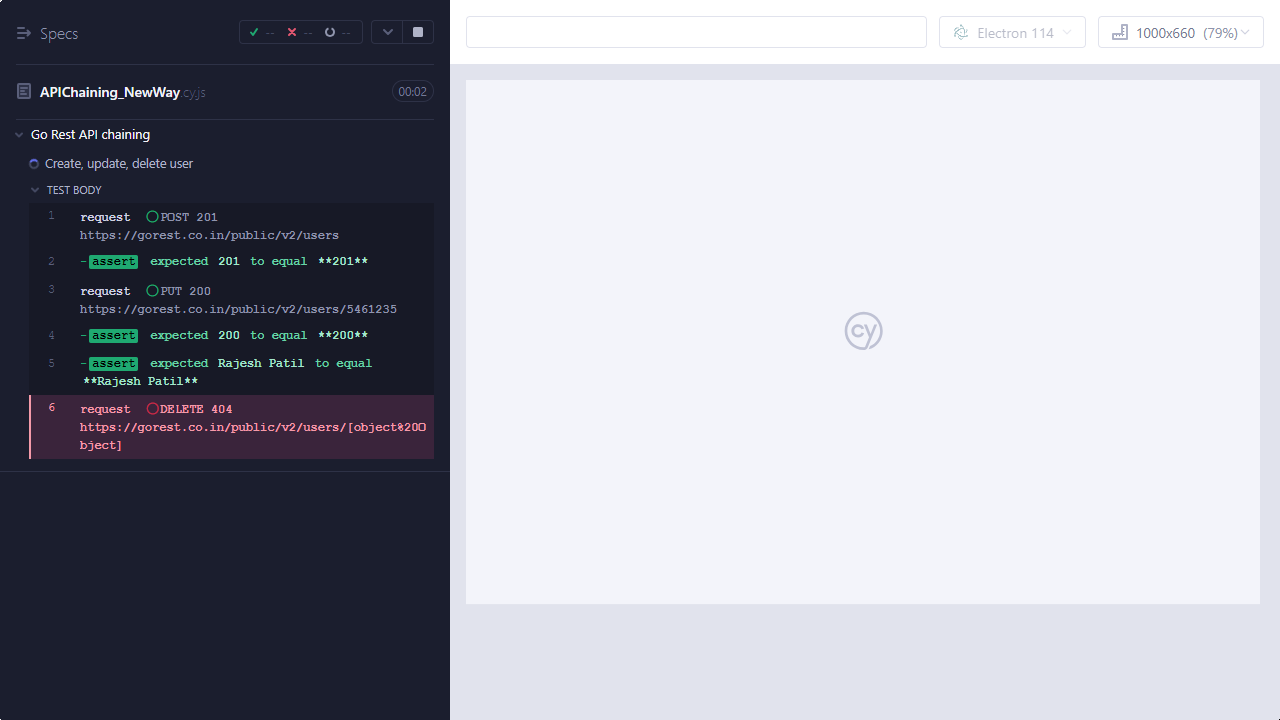 Specs
-- -- --
Electron 114
1000x660 (79%)
APIChaining_NewWay.cy.js
00:02
Go Rest API chaining
Create, update, delete user
TEST BODY
1 request POST 201
https://gorest.co.in/public/v2/users
2 -assert expected 201 to equal **201**
3 request PUT 200
https://gorest.co.in/public/v2/users/5461235
4 -assert expected 200 to equal **200**
5 -assert expected Rajesh Patil to equal
**Rajesh Patil**
6 request DELETE 404
https://gorest.co.in/public/v2/users/[object%20O
bject]
cy